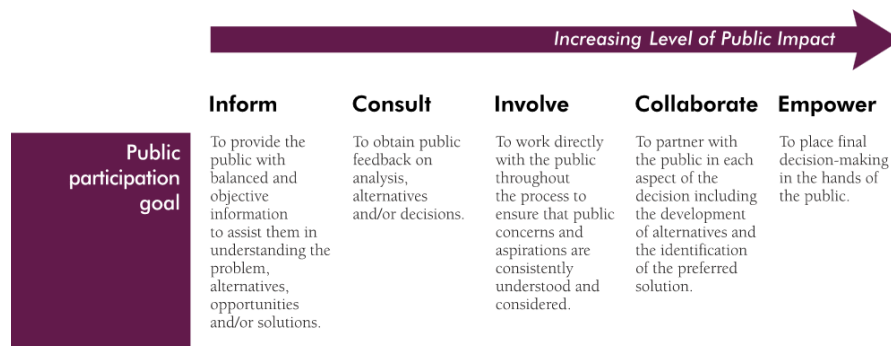 Increasing Level of Public Impact
Inform
Consult
Involve
Collaborate
Empower
Public
participation
goal
To provide the
public with
balanced and
objective
information
to assist them in
understanding the
problem,
alternatives,
opportunities
and/or solutions.
To obtain public
feedback on
analysis,
alternatives
and/or decisions.
To work directly
with the public
throughout
the process to
ensure that public
concerns and
aspirations are
consistently
understood and
considered.
To partner with
the public in each
aspect of the
decision including
the development
of alternatives and
the identification
of the preferred
solution.
To place final
decision-making
in the hands of
the public.